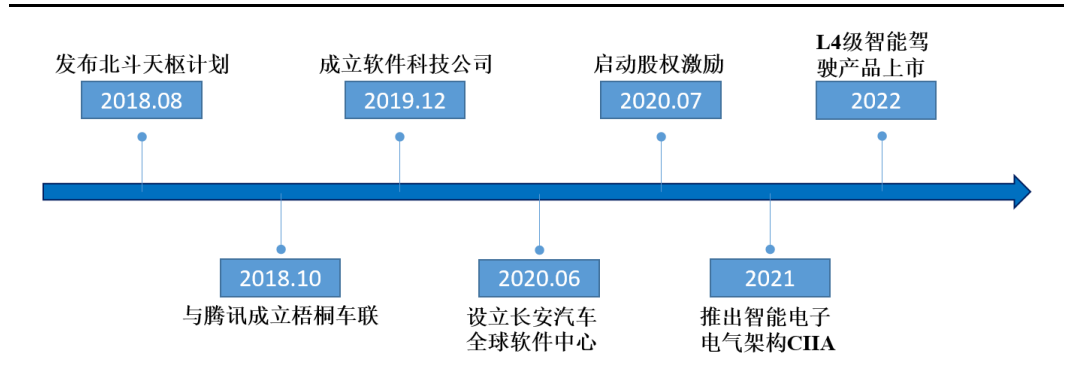 发布北斗天枢计划
2018.08
成立软件科技公司
2019.12
启动股权激励
2020.07
L4级智能驾
驶产品上市
2022
2018.10
与腾讯成立梧桐车联
2020.06
设立长安汽车
全球软件中心
2021
推出智能电子
电气架构CIIA